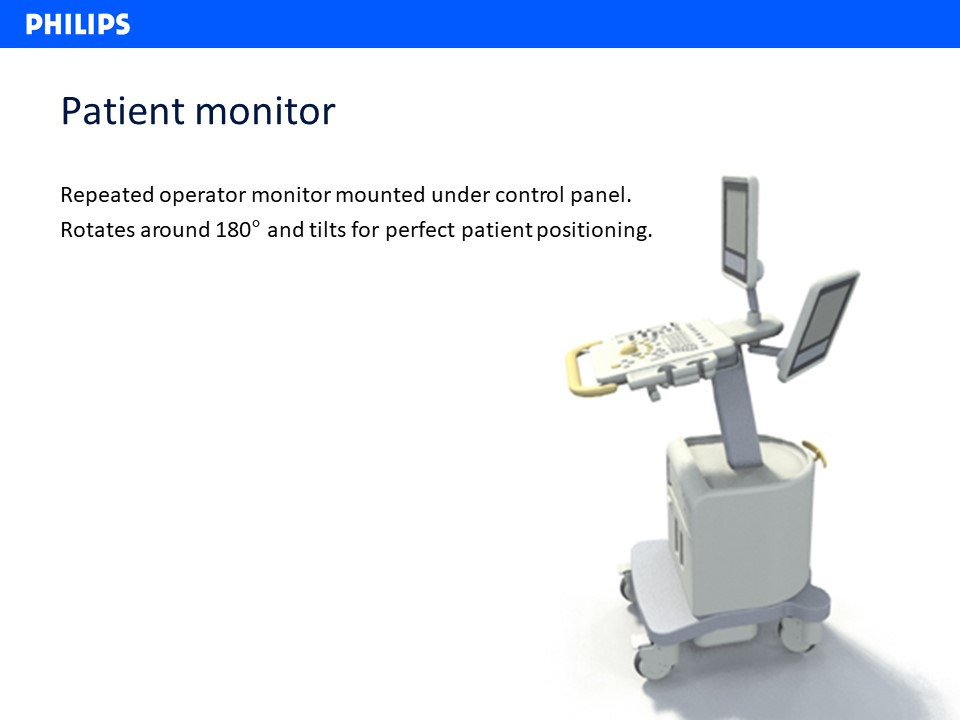 PHILIPS
Patient monitor
Repeated operator monitor mounted under control panel.
Rotates around 180° and tilts for perfect patient positioning.